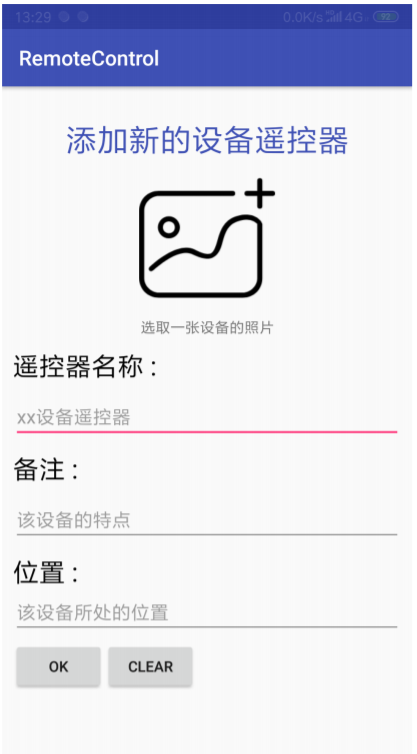 13:29
0.0K/s 4G 92
RemoteControl
添加新的设备遥控器
选取一张设备的照片
遥控器名称 :
xx设备遥控器
备注 :
该设备的特点
位置 :
该设备所处的位置
OK CLEAR